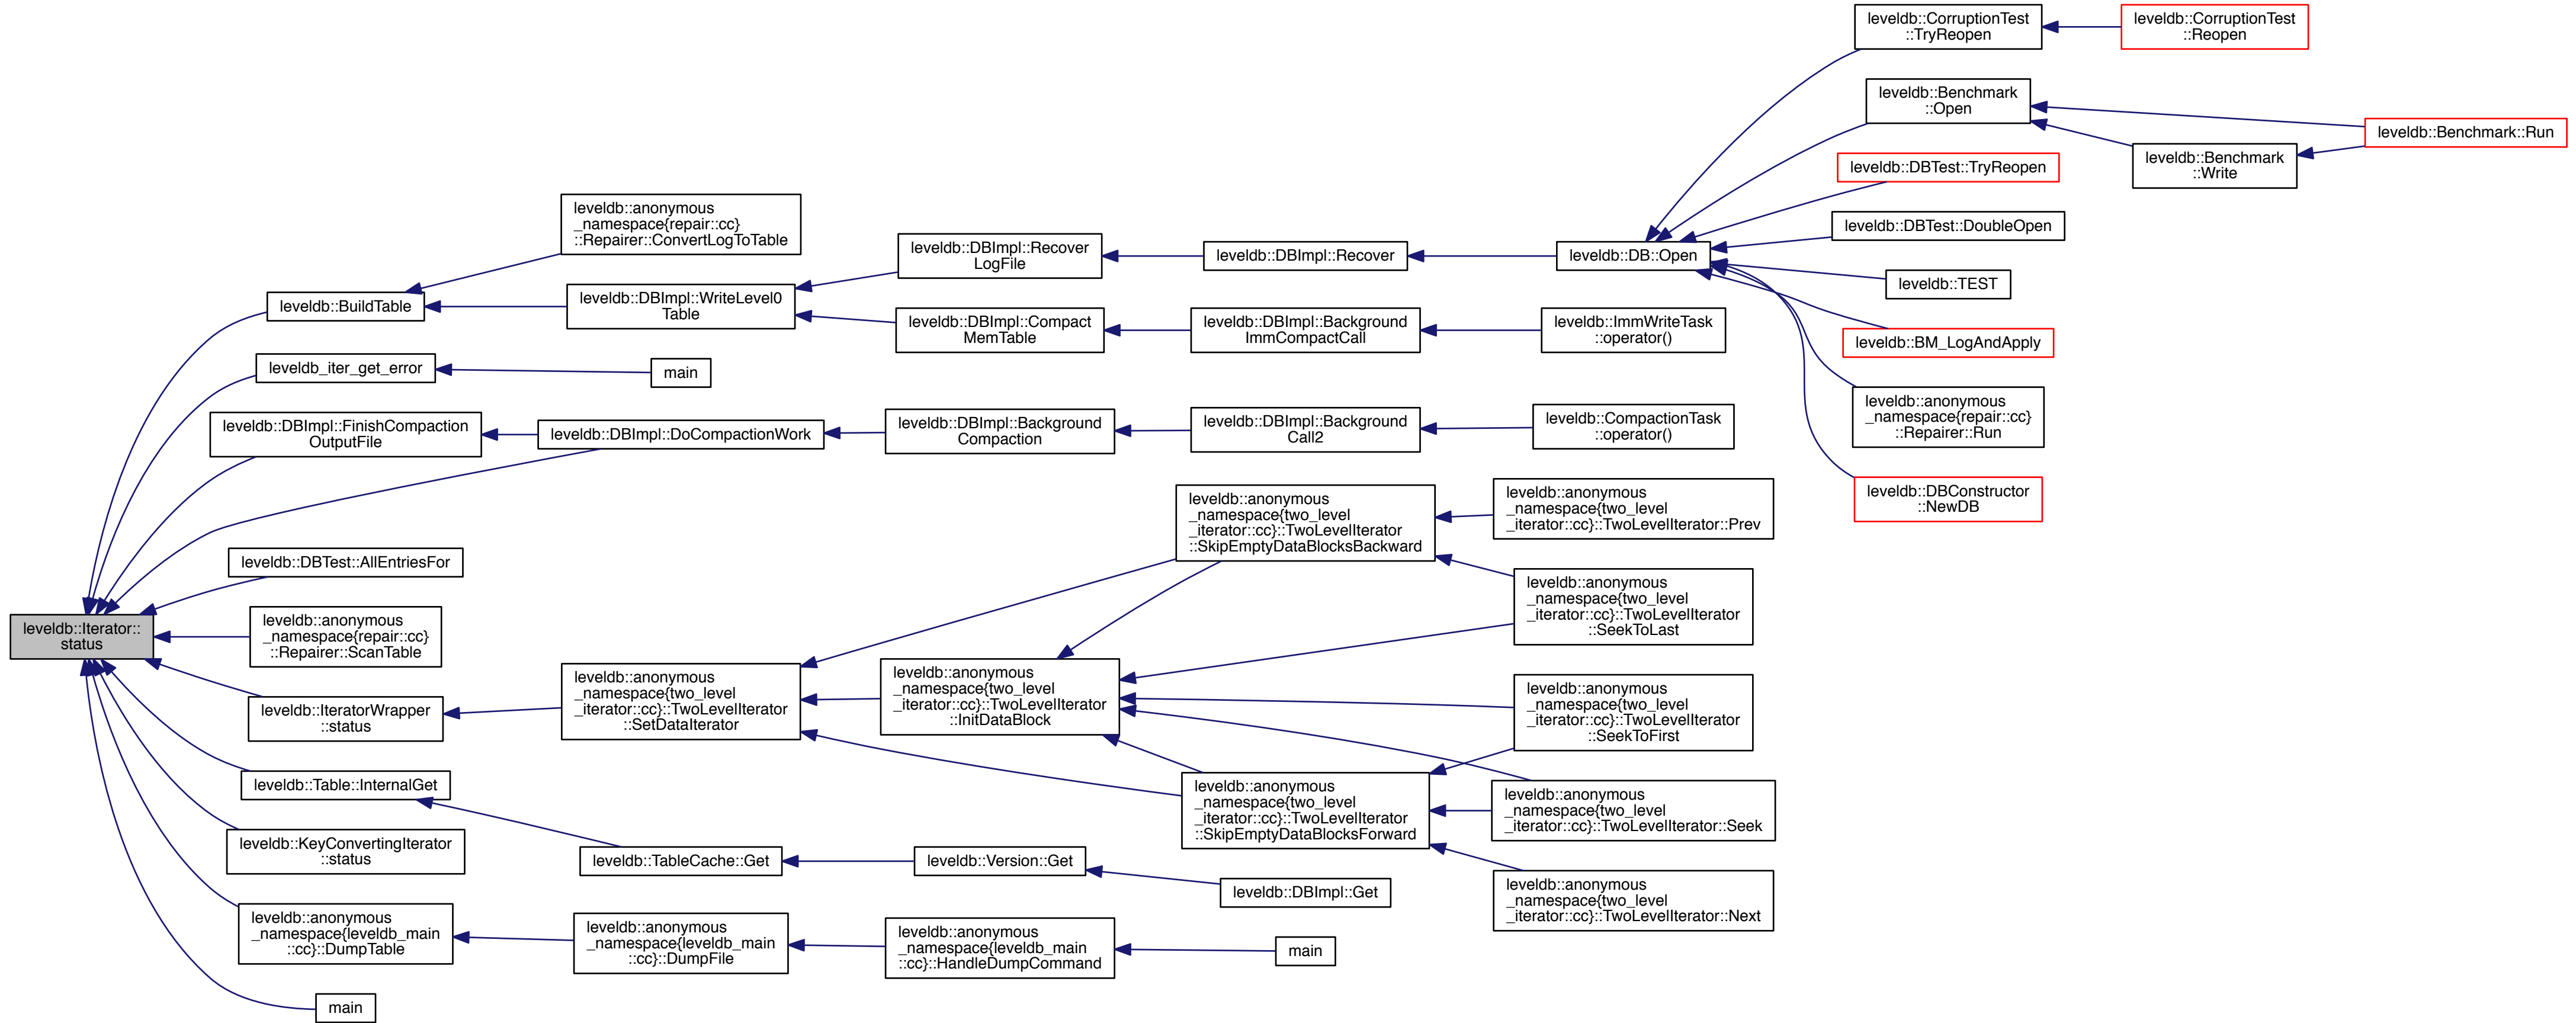 leveldb::Iterator::
status
leveldb::BuildTable
leveldb::anonymous
_namespace{repair::cc}
::Repairer::ConvertLogToTable
leveldb::DBImpl::WriteLevel0
Table
leveldb::DBImpl::Recover
LogFile
leveldb::DBImpl::Recover
leveldb::DB::Open
leveldb::CorruptionTest
::TryReopen
leveldb::CorruptionTest
::Reopen
leveldb::Benchmark
::Open
leveldb::Benchmark
::Write
leveldb::Benchmark::Run
leveldb::DBTest::TryReopen
leveldb::DBTest::DoubleOpen
leveldb::TEST
leveldb::BM_LogAndApply
leveldb::anonymous
_namespace{repair::cc}
::Repairer::Run
leveldb::DBConstructor
::NewDB
leveldb::DBImpl::Compact
MemTable
leveldb::DBImpl::Background
ImmCompactCall
leveldb::ImmWriteTask
::operator()
leveldb_iter_get_error
main
leveldb::DBImpl::FinishCompaction
OutputFile
leveldb::DBImpl::DoCompactionWork
leveldb::DBImpl::Background
Compaction
leveldb::DBImpl::Background
Call2
leveldb::CompactionTask
::operator()
leveldb::DBTest::AllEntriesFor
leveldb::anonymous
_namespace{repair::cc}
::Repairer::ScanTable
leveldb::IteratorWrapper
::status
leveldb::anonymous
_namespace{two_level
_iterator::cc}::TwoLevelIterator
::SetDataIterator
leveldb::anonymous
_namespace{two_level
_iterator::cc}::TwoLevelIterator
::InitDataBlock
leveldb::anonymous
_namespace{two_level
_iterator::cc}::TwoLevelIterator
::SkipEmptyDataBlocksBackward
leveldb::anonymous
_namespace{two_level
_iterator::cc}::TwoLevelIterator::Prev
leveldb::anonymous
_namespace{two_level
_iterator::cc}::TwoLevelIterator
::SeekToLast
leveldb::anonymous
_namespace{two_level
_iterator::cc}::TwoLevelIterator
::SeekToFirst
leveldb::anonymous
_namespace{two_level
_iterator::cc}::TwoLevelIterator
::SkipEmptyDataBlocksForward
leveldb::anonymous
_namespace{two_level
_iterator::cc}::TwoLevelIterator::Seek
leveldb::anonymous
_namespace{two_level
_iterator::cc}::TwoLevelIterator::Next
leveldb::Table::InternalGet
leveldb::TableCache::Get
leveldb::Version::Get
leveldb::DBImpl::Get
leveldb::KeyConvertingIterator
::status
leveldb::anonymous
_namespace{leveldb_main
::cc}::DumpTable
leveldb::anonymous
_namespace{leveldb_main
::cc}::DumpFile
leveldb::anonymous
_namespace{leveldb_main
::cc}::HandleDumpCommand
main
main